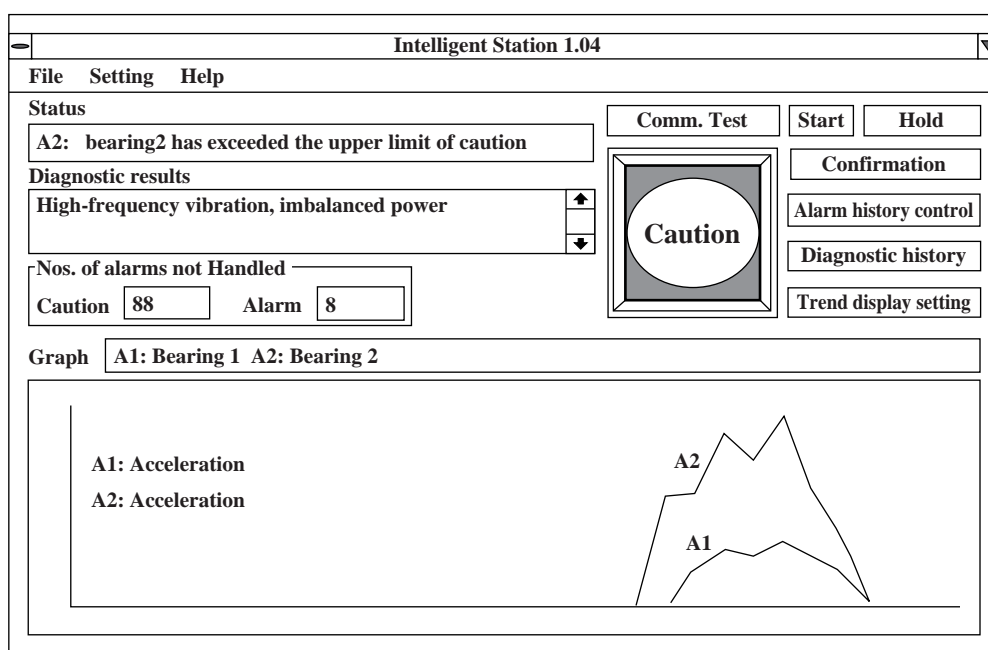 Intelligent Station 1.04
File Setting Help
Status
A2: bearing2 has exceeded the upper limit of caution
Comm. Test Start Hold
Diagnostic results
High-frequency vibration, imbalanced power
Confirmation
Caution
Alarm history control
Diagnostic history
Trend display setting
Nos. of alarms not Handled
Caution 88 Alarm 8
Graph A1: Bearing 1 A2: Bearing 2
A1: Acceleration
A2: Acceleration
A2
A1